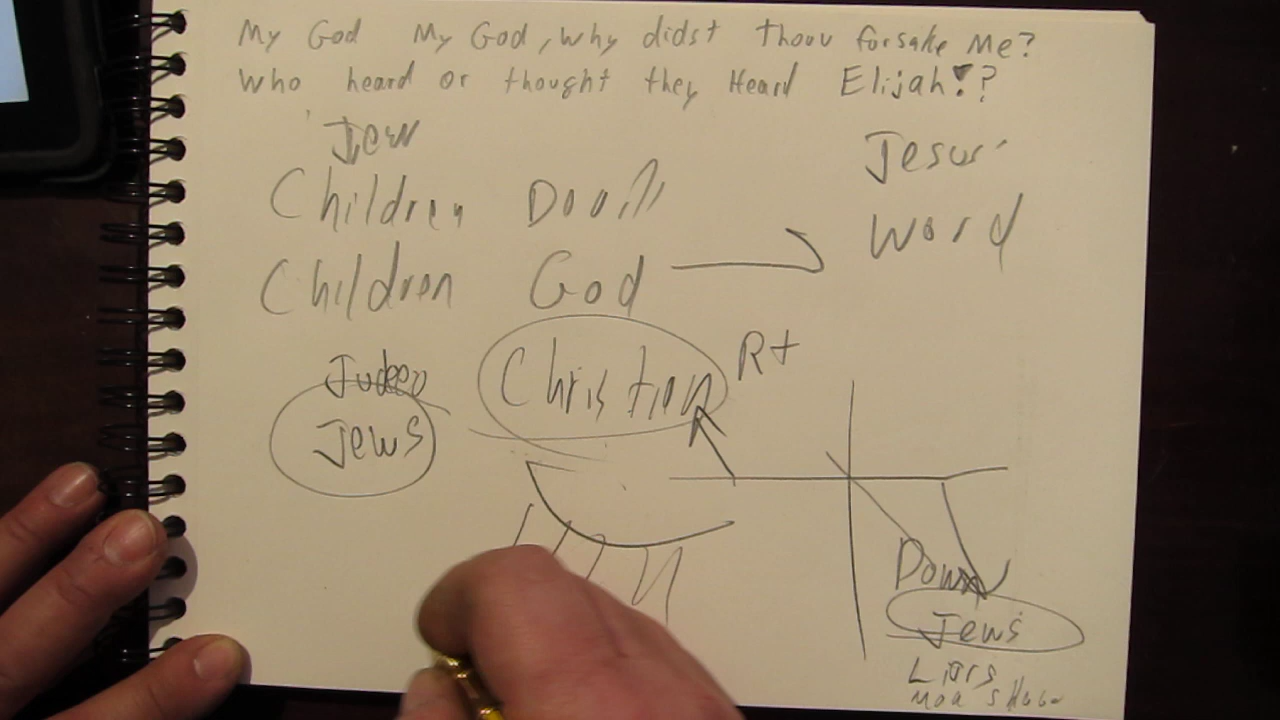 My God My God, why didst thou forsake Me?
Who heard or thought they Heard Elijah!?
Jew
Jesus
Children Devil
Word
Children God
Christian R+
Jews
Down
Jews
Liars